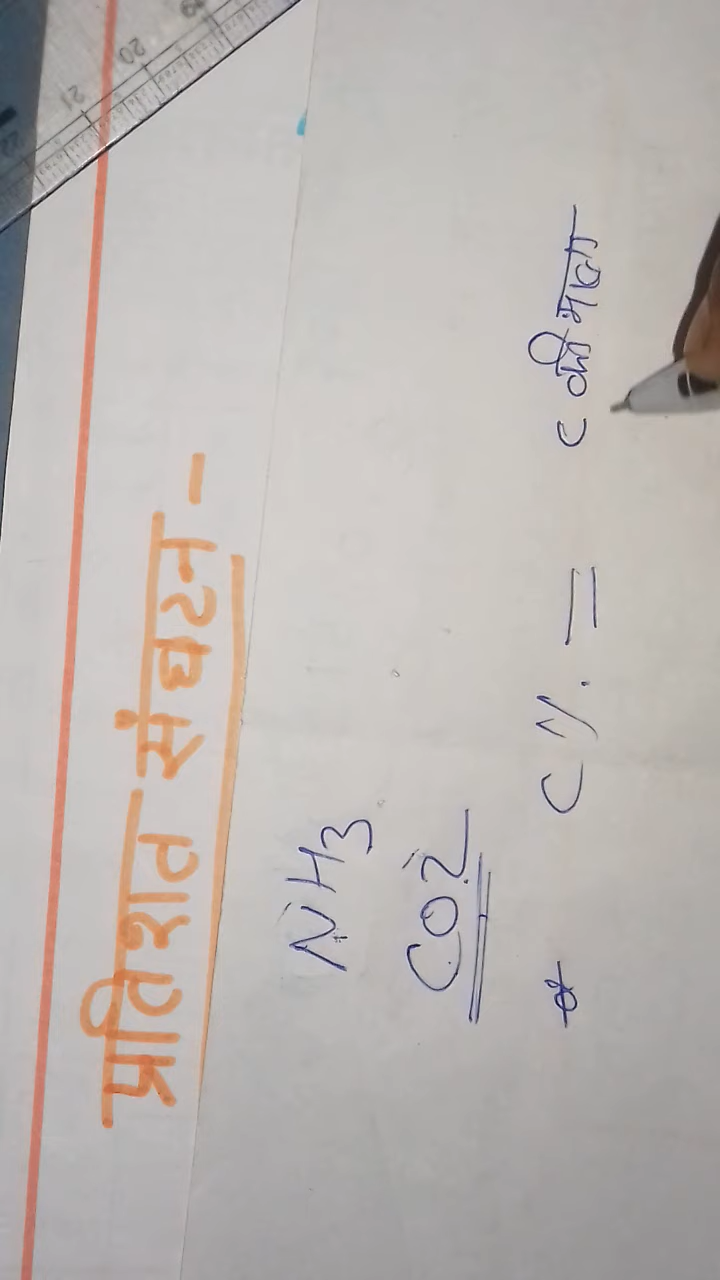 प्रतिशत संघटन -
NH3
CO2
* C % = C की मात्रा